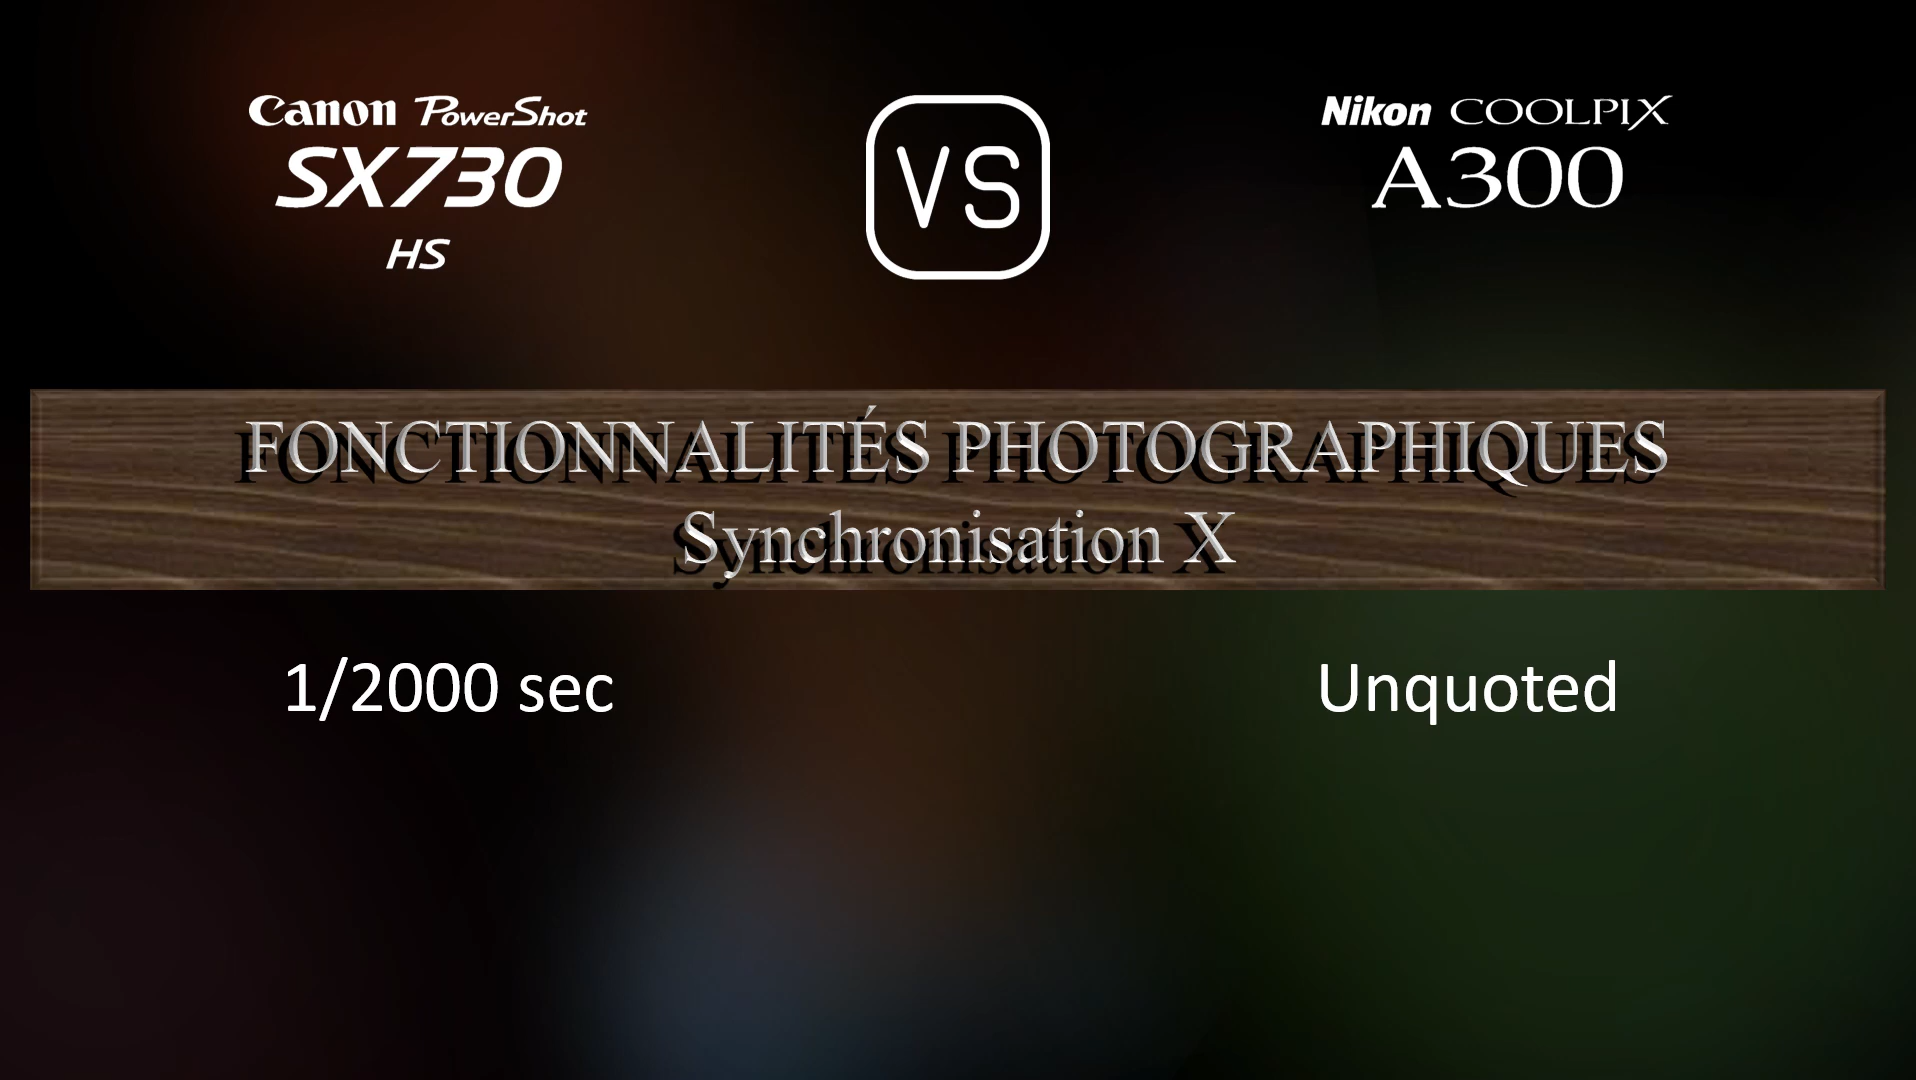 Canon PowerShot
SX730
HS
VS
Nikon COOLPIX
A300
FONCTIONNALITÉS PHOTOGRAPHIQUES
Synchronisation X
1/2000 sec
Unquoted